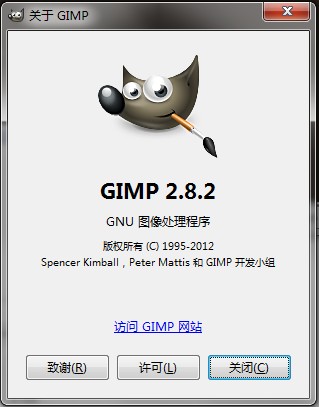 关于 GIMP
GIMP 2.8.2
GNU 图像处理程序
版权所有 (C) 1995-2012
Spencer Kimball，Peter Mattis 和 GIMP 开发小组
访问 GIMP 网站
致谢(R) 许可(L) 关闭(C)